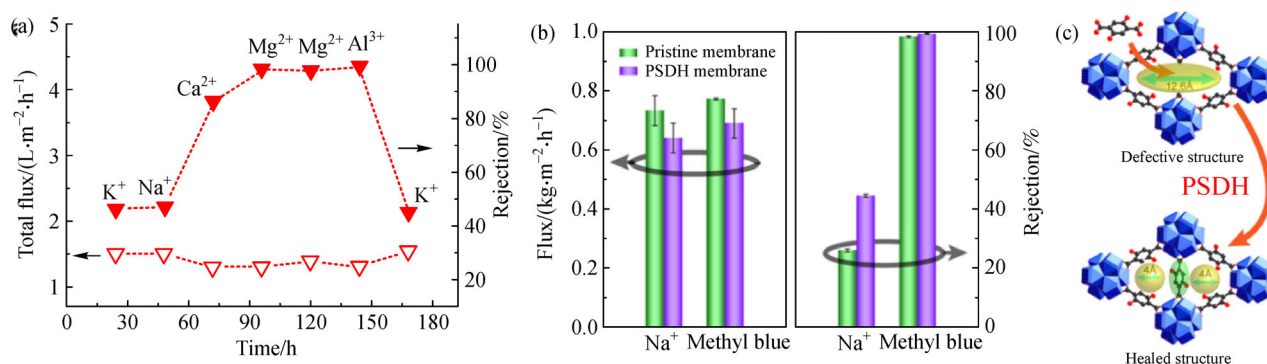 (a)
5
4
3
2
1
Total flux/(L·m⁻²·h⁻¹)
K⁺
Na⁺
Ca²⁺
Mg²⁺
Mg²⁺
Al³⁺
K⁺
100
80
60
40
20
Rejection/%
0 30 60 90 120 150 180
Time/h
(b)
1.0
0.8
0.6
0.4
0.2
0.0
Flux/(kg·m⁻²·h⁻¹)
Pristine membrane
PSDH membrane
Na⁺ Methyl blue
100
80
60
40
20
0
Rejection/%
Na⁺ Methyl blue
(c)
12.6Å
Defective structure
PSDH
4Å 4Å
Healed structure